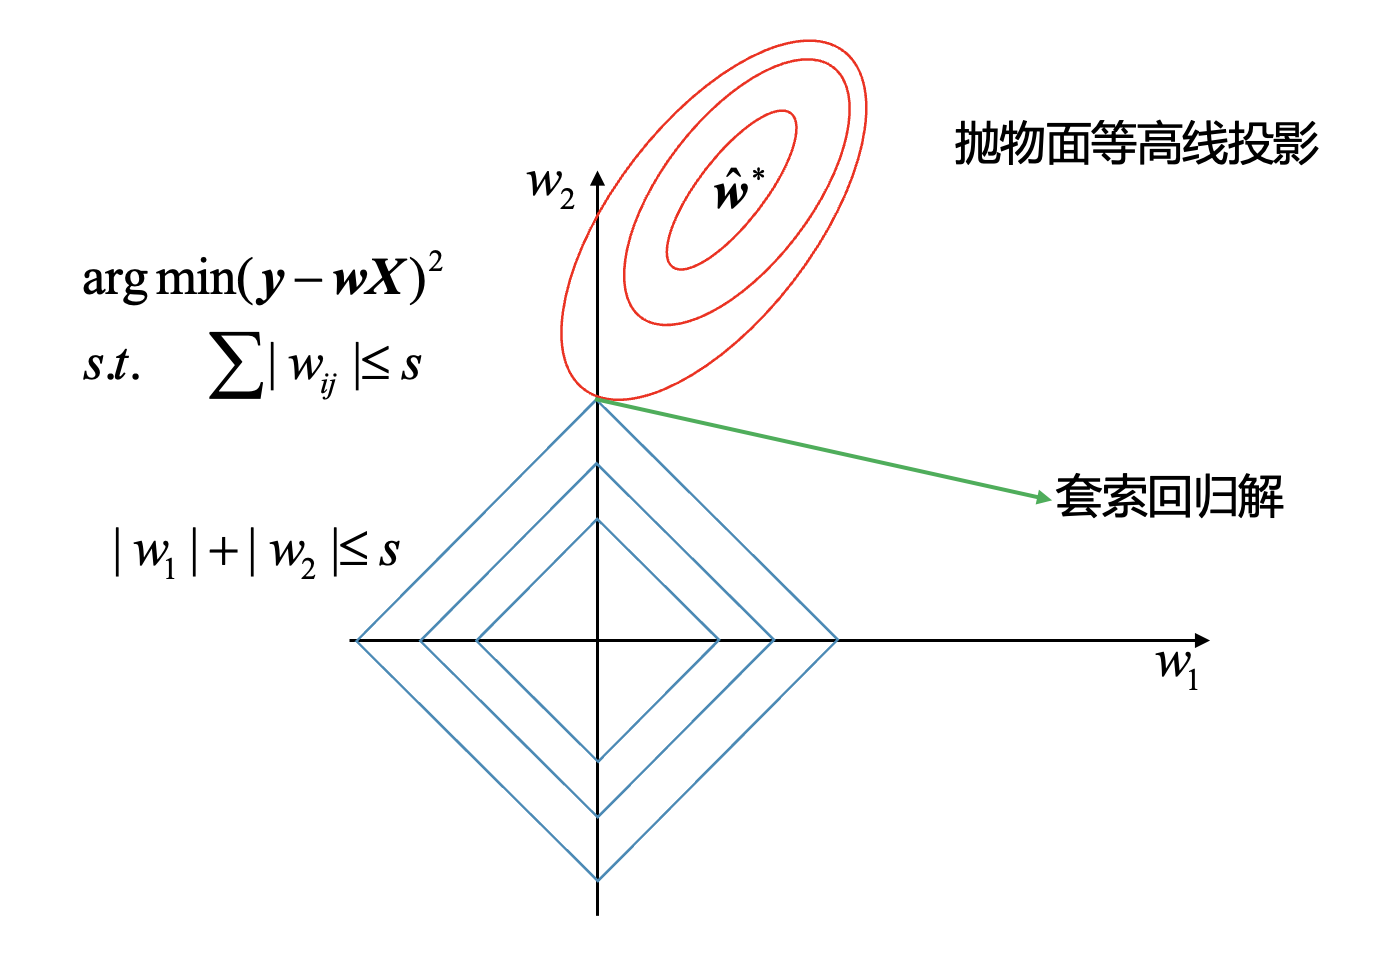 抛物面等高线投影
ŵ*
w₂
arg min(y − wX)²
s.t. ∑| wᵢⱼ |≤ s
套索回归解
| w₁ | + | w₂ |≤ s
w₁